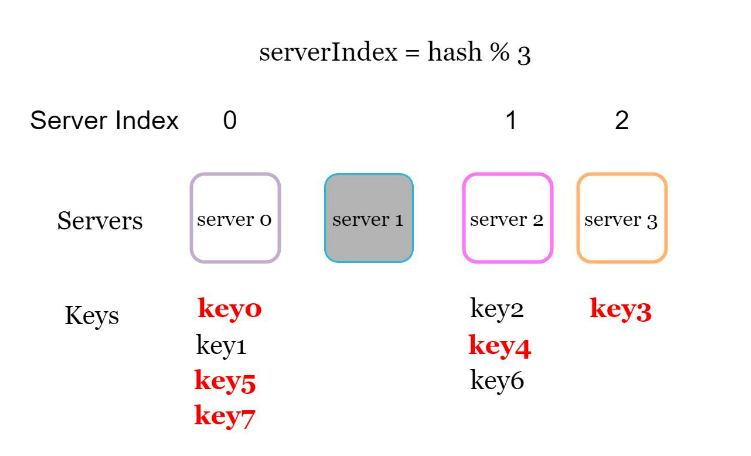 serverIndex = hash % 3
Server Index 0 1 2
Servers server 0 server 1 server 2 server 3
Keys key0 key2 key3
key1 key4
key5 key6
key7